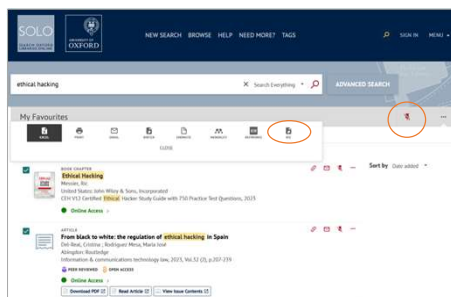 SOLO
SEARCH OXFORD LIBRARIES ONLINE
UNIVERSITY OF
OXFORD
NEW SEARCH BROWSE HELP NEED MORE? TAGS
SIGN IN MENU
ethical hacking
Search Everything
ADVANCED SEARCH
My Favourites
EXCEL PRINT EMAIL
RIS
CLOSE
BOOK CHAPTER
Ethical Hacking
Messier, Ric
United States: John Wiley & Sons, Incorporated
CEH V13 Certified Ethical Hacker Study Guide with 750 Practice Test Questions, 2025
Online Access
Sort by Date added
ARTICLE
From black to white: the regulation of ethical hacking in Spain
Del-Real, Cristina ; Rodriguez Mesa, María José
Abingdon: Routledge
Information & communications technology law, 2023, Vol.32 (2), p.207-239
PEER REVIEWED OPEN ACCESS
Online Access
Download PDF Read Article View Issue Contents